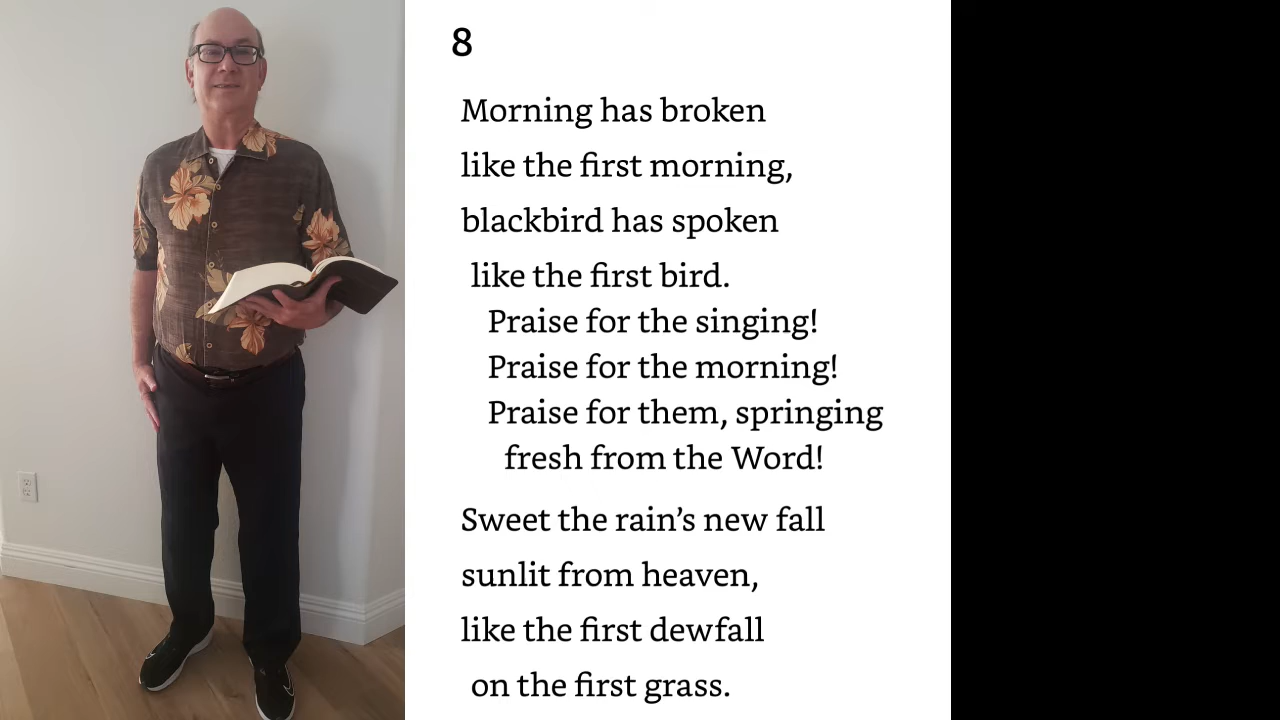 8
Morning has broken
like the first morning,
blackbird has spoken
like the first bird.
Praise for the singing!
Praise for the morning!
Praise for them, springing
fresh from the Word!
Sweet the rain’s new fall
sunlit from heaven,
like the first dewfall
on the first grass.